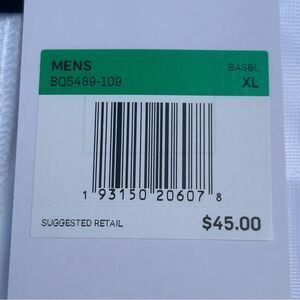 MENS BASBL
BQ5489-109 XL
1 93150 20607 8
SUGGESTED RETAIL $45.00